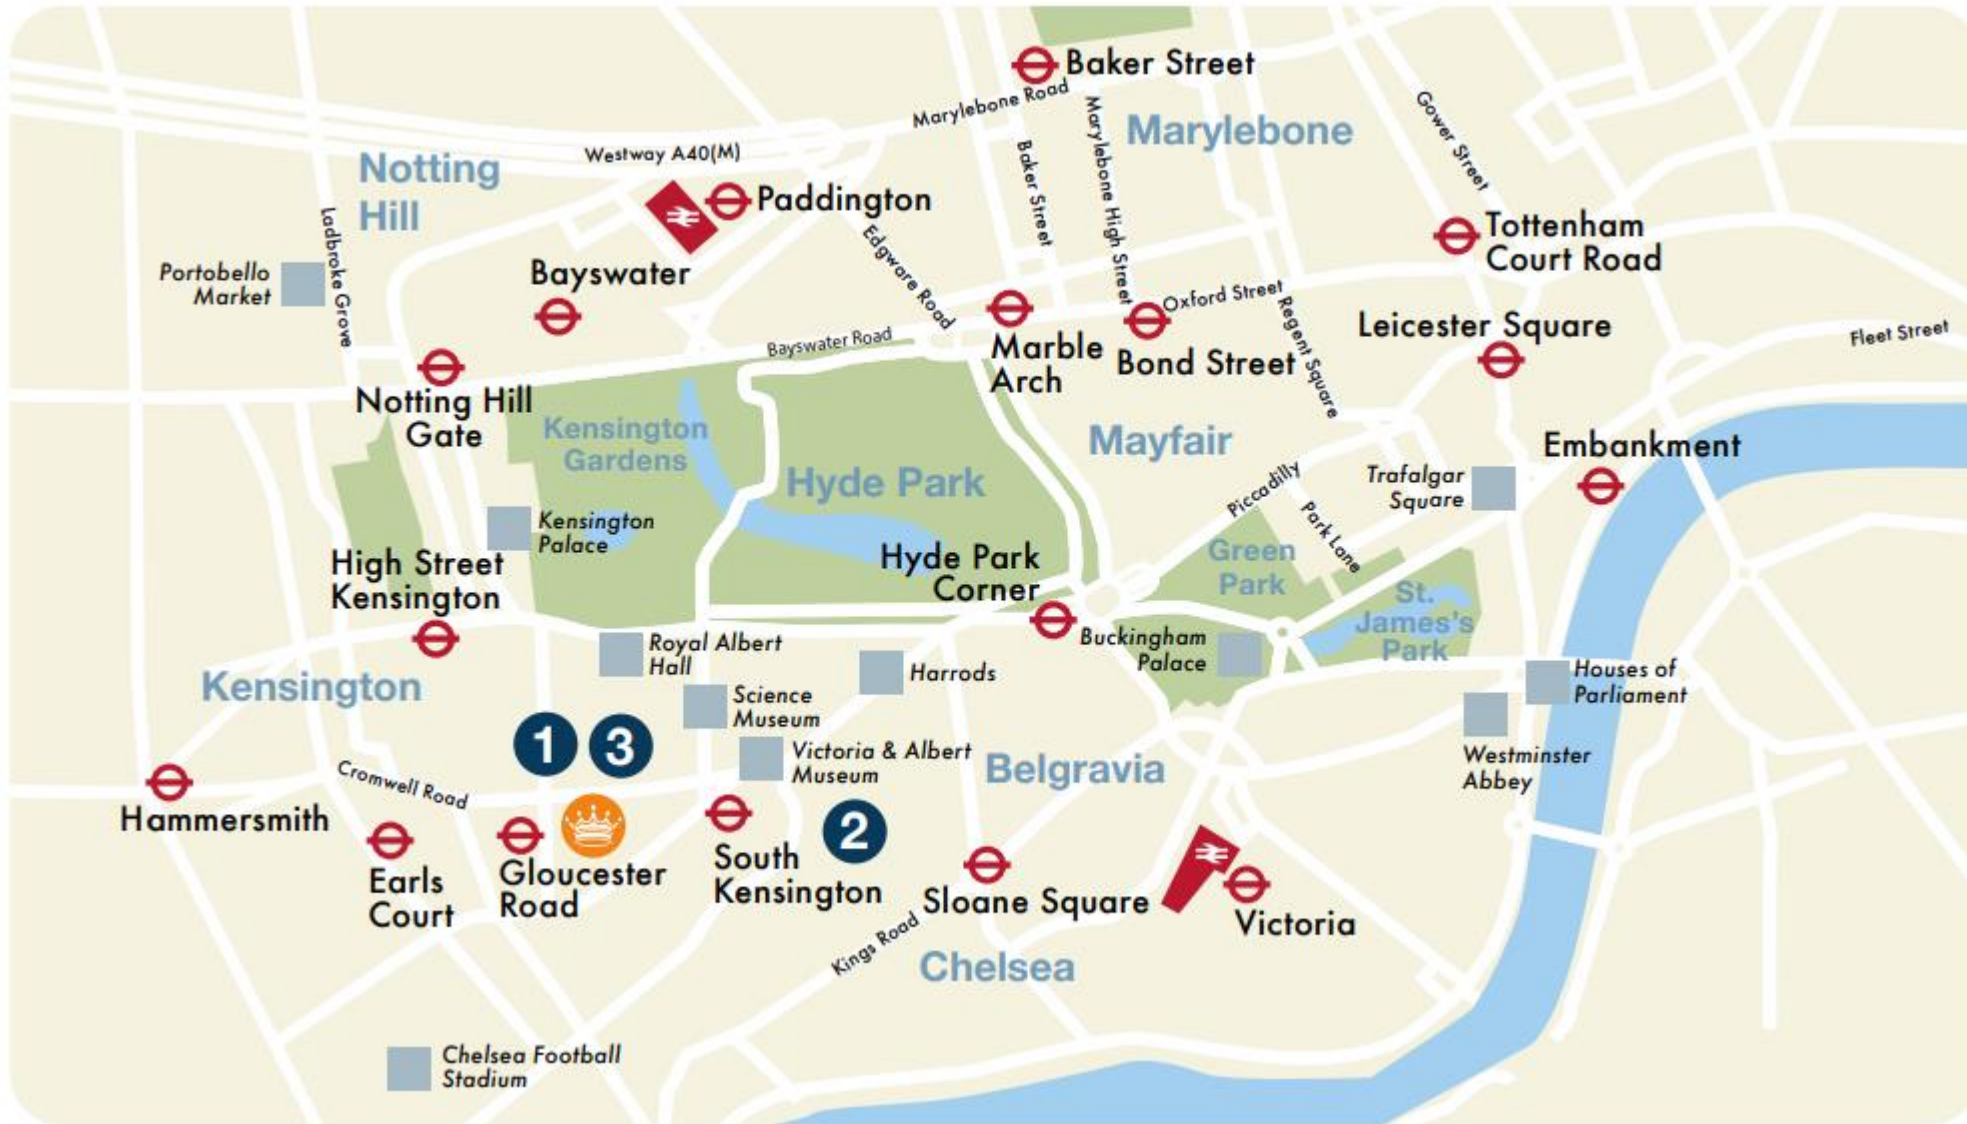 Baker Street
Marylebone Road
Marylebone
Gower Street
Notting
Hill
Westway A40(M)
Baker Street
Marylebone High Street
Paddington
Ladbroke Grove
Edgware Road
Tottenham
Court Road
Portobello
Market
Bayswater
Oxford Street
Regent Square
Leicester Square
Fleet Street
Bayswater Road
Marble
Arch
Bond Street
Notting Hill
Gate
Kensington
Gardens
Hyde Park
Mayfair
Embankment
Trafalgar
Square
Piccadilly
Park Lane
Kensington
Palace
Green
Park
High Street
Kensington
Hyde Park
Corner
St.
James's
Park
Buckingham
Palace
Royal Albert
Hall
Harrods
Houses of
Parliament
Kensington
Science
Museum
1
3
Victoria & Albert
Museum
Belgravia
Westminster
Abbey
Cromwell Road
Hammersmith
2
Earls
Court
Gloucester
Road
South
Kensington
Sloane Square
Victoria
Kings Road
Chelsea
Chelsea Football
Stadium